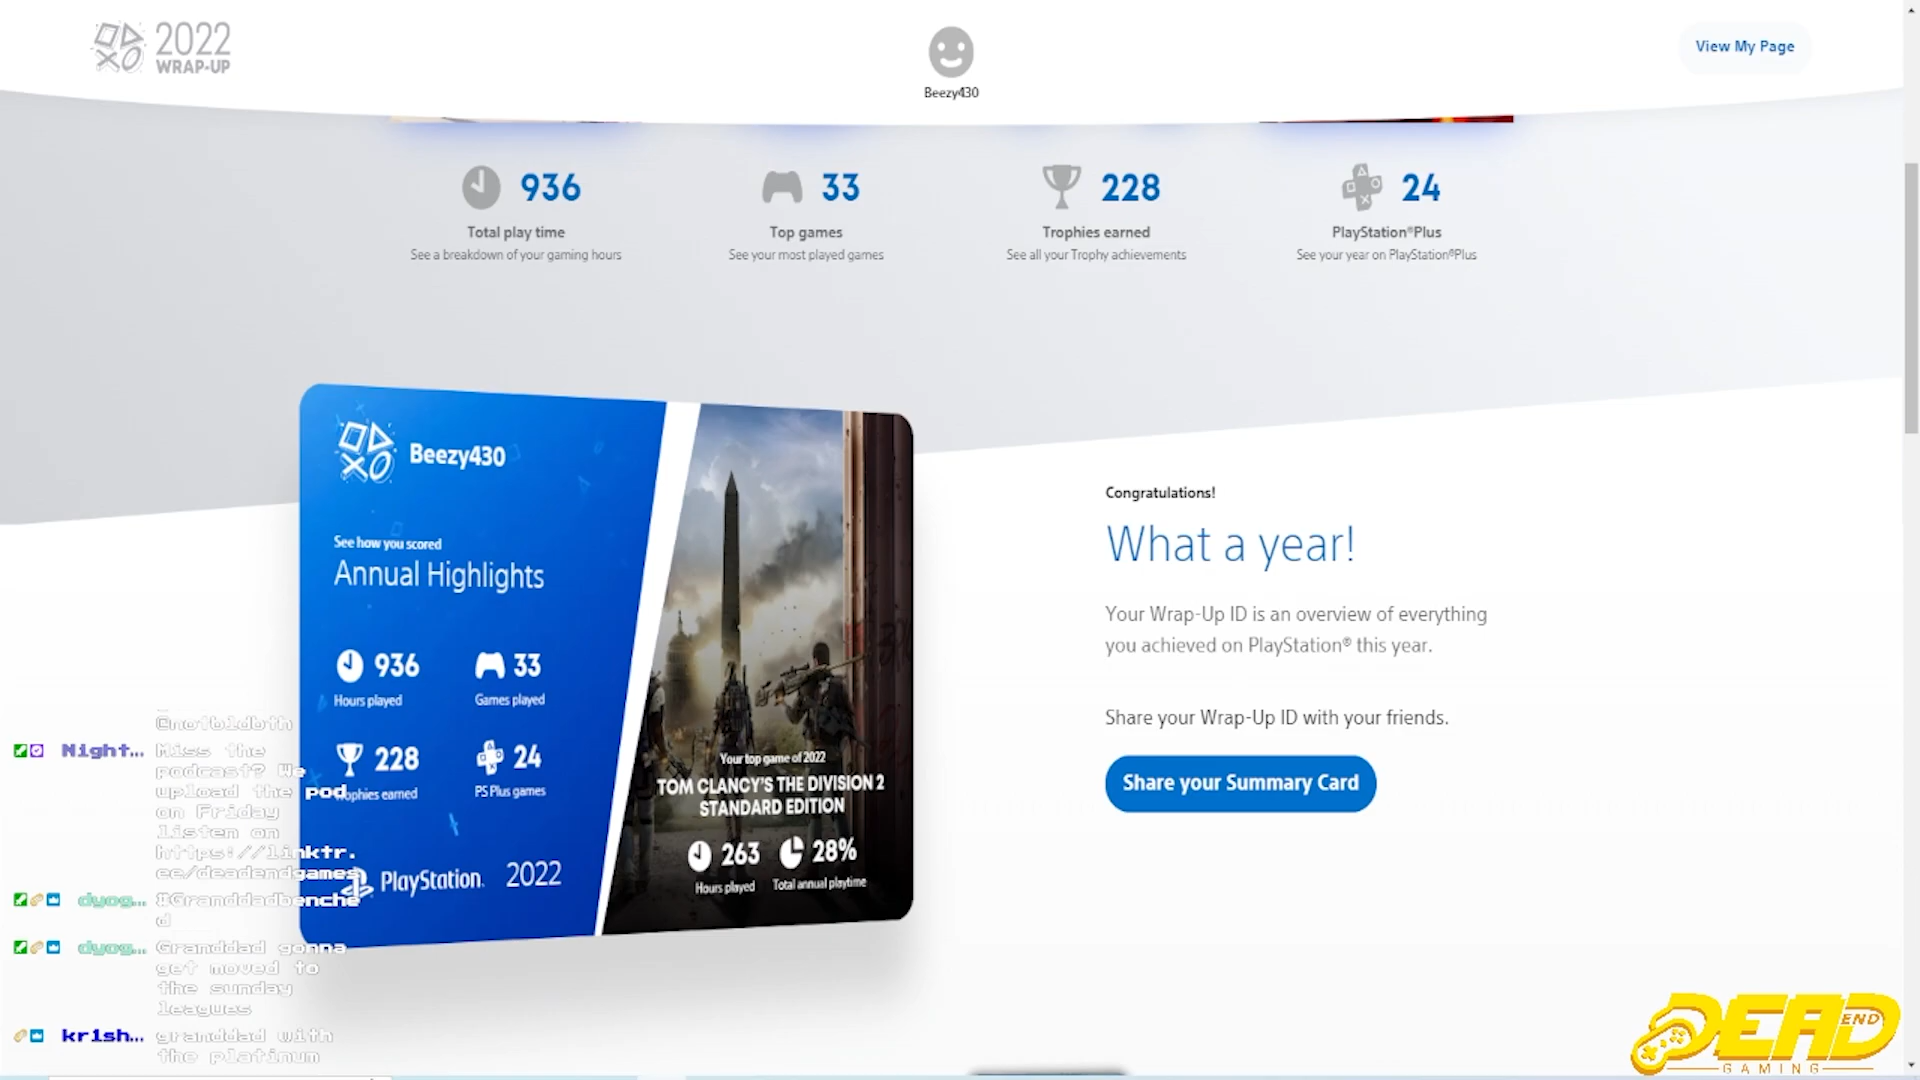 2022
WRAP-UP
Beezy430
View My Page
936
Total play time
See a breakdown of your gaming hours
33
Top games
See your most played games
228
Trophies earned
See all your Trophy achievements
24
PlayStation®Plus
See your year on PlayStation®Plus
Beezy430
See how you scored
Annual Highlights
936
Hours played
33
Games played
228
Trophies earned
24
PS Plus games
PlayStation.
2022
Your top game of 2022
TOM CLANCY'S THE DIVISION 2
STANDARD EDITION
263
Hours played
28%
Total annual playtime
Congratulations!
What a year!
Your Wrap-Up ID is an overview of everything
you achieved on PlayStation® this year.
Share your Wrap-Up ID with your friends.
Share your Summary Card
Night... Miss the
podcast? We
upload the pod
on Friday
listen on
https://linktr.
ee/deadendgames
dyog... #Granddadbenche
d
dyog... Granddad gonna
get moved to
the sunday
leagues
kr1sh... granddad with
the platinum
DEAD
END
GAMING